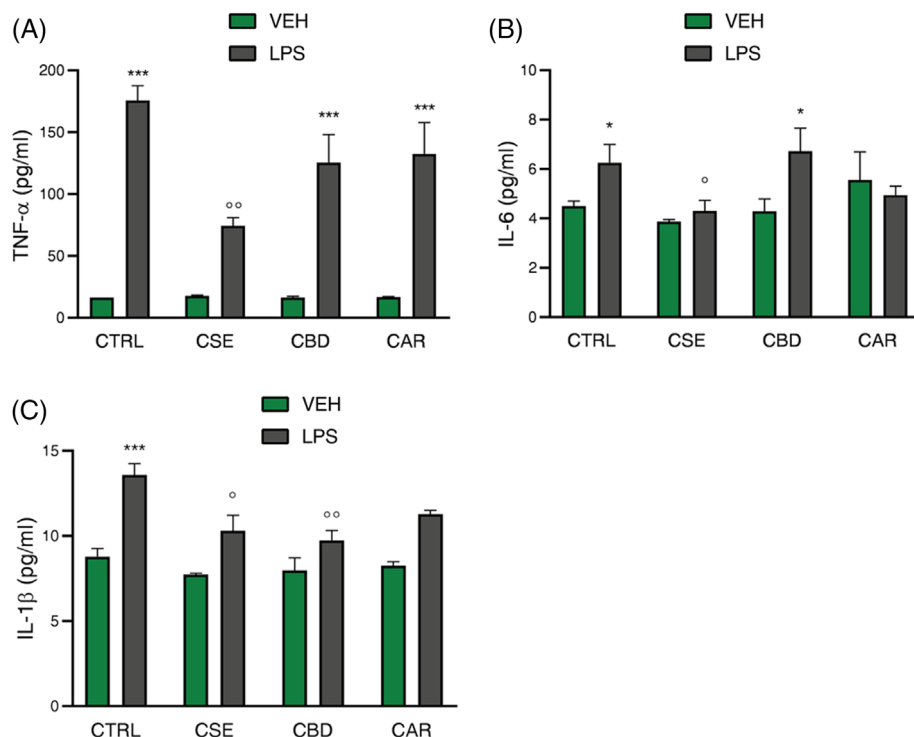 (A)
VEH
LPS
TNF-α (pg/ml)
200
150
100
50
0
***
°°
***
***
CTRL CSE CBD CAR
(B)
VEH
LPS
IL-6 (pg/ml)
10
8
6
4
2
0
*
°
*
CTRL CSE CBD CAR
(C)
VEH
LPS
IL-1β (pg/ml)
15
10
5
0
***
°
°°
CTRL CSE CBD CAR